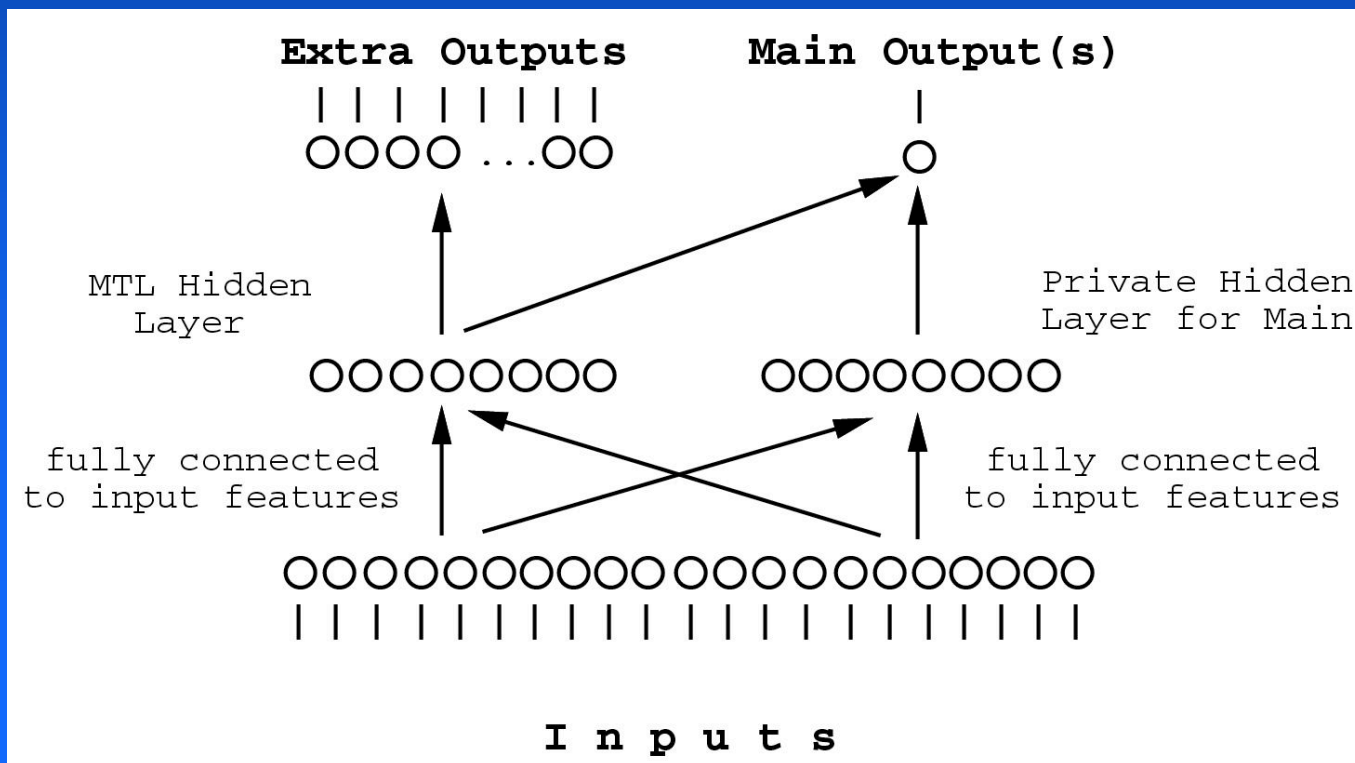 Extra Outputs
Main Output(s)
...
MTL Hidden
Layer
Private Hidden
Layer for Main
fully connected
to input features
fully connected
to input features
Inputs